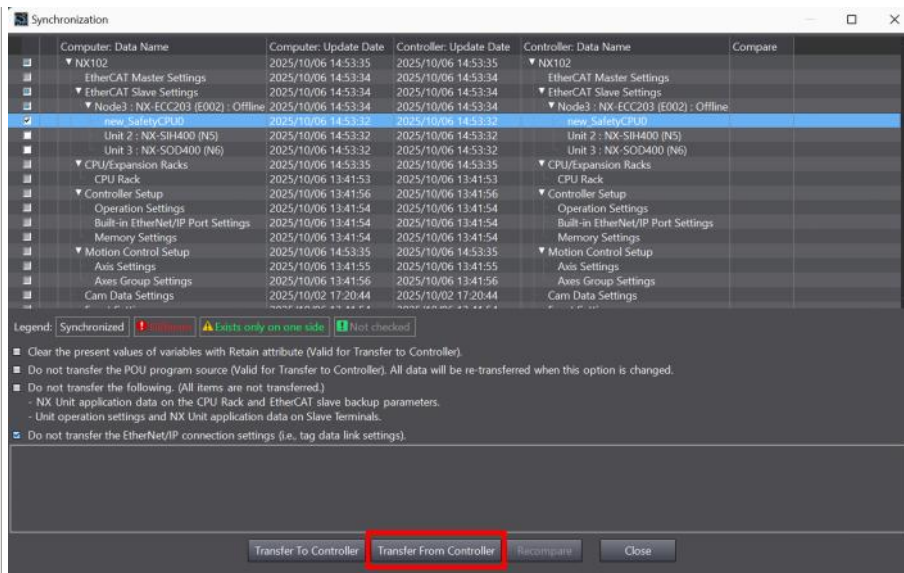 Synchronization
Computer: Data Name Computer: Update Date Controller: Update Date Controller: Data Name Compare
▼ NX102 2025/10/06 14:53:35 2025/10/06 14:53:35 ▼ NX102
EtherCAT Master Settings 2025/10/06 14:53:34 2025/10/06 14:53:34 EtherCAT Master Settings
▼ EtherCAT Slave Settings 2025/10/06 14:53:34 2025/10/06 14:53:34 ▼ EtherCAT Slave Settings
▼ Node3 : NX-ECC203 (E002) : Offline 2025/10/06 14:53:34 2025/10/06 14:53:34 ▼ Node3 : NX-ECC203 (E002) : Offline
new_SafetyCPU0 2025/10/06 14:53:32 2025/10/06 14:53:32 new_SafetyCPU0
Unit 2 : NX-SIH400 (N5) 2025/10/06 14:53:32 2025/10/06 14:53:32 Unit 2 : NX-SIH400 (N5)
Unit 3 : NX-SOD400 (N6) 2025/10/06 14:53:32 2025/10/06 14:53:32 Unit 3 : NX-SOD400 (N6)
▼ CPU/Expansion Racks 2025/10/06 14:53:35 2025/10/06 14:53:35 ▼ CPU/Expansion Racks
CPU Rack 2025/10/06 13:41:53 2025/10/06 13:41:53 CPU Rack
▼ Controller Setup 2025/10/06 13:41:56 2025/10/06 13:41:56 ▼ Controller Setup
Operation Settings 2025/10/06 13:41:54 2025/10/06 13:41:54 Operation Settings
Built-in EtherNet/IP Port Settings 2025/10/06 13:41:54 2025/10/06 13:41:54 Built-in EtherNet/IP Port Settings
Memory Settings 2025/10/06 13:41:54 2025/10/06 13:41:54 Memory Settings
▼ Motion Control Setup 2025/10/06 14:53:35 2025/10/06 14:53:35 ▼ Motion Control Setup
Axis Settings 2025/10/06 13:41:55 2025/10/06 13:41:55 Axis Settings
Axes Group Settings 2025/10/06 13:41:56 2025/10/06 13:41:56 Axes Group Settings
Cam Data Settings 2025/10/02 17:20:44 2025/10/02 17:20:44 Cam Data Settings
Legend: Synchronized Exists only on one side Not checked
Clear the present values of variables with Retain attribute (Valid for Transfer to Controller).
Do not transfer the POU program source (Valid for Transfer to Controller). All data will be re-transferred when this option is changed.
Do not transfer the following. (All items are not transferred.)
- NX Unit application data on the CPU Rack and EtherCAT slave backup parameters.
- Unit operation settings and NX Unit application data on Slave Terminals.
Do not transfer the EtherNet/IP connection settings (i.e., tag data link settings).
Transfer To Controller Transfer From Controller Recompare Close